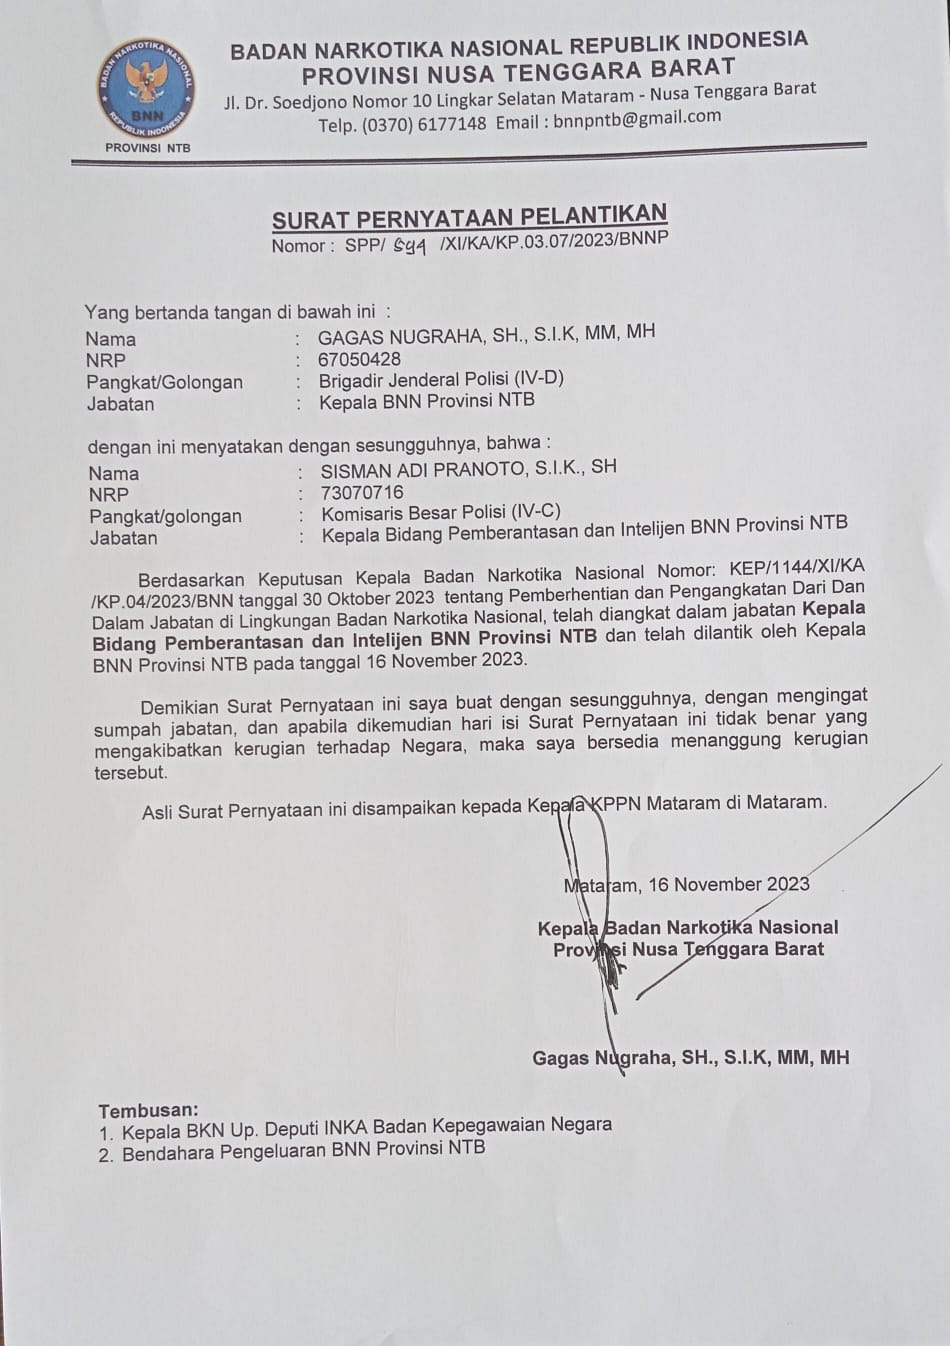 BADAN NARKOTIKA NASIONAL
BNN
REPUBLIK INDONESIA
PROVINSI NTB
BADAN NARKOTIKA NASIONAL REPUBLIK INDONESIA
PROVINSI NUSA TENGGARA BARAT
Jl. Dr. Soedjono Nomor 10 Lingkar Selatan Mataram - Nusa Tenggara Barat
Telp. (0370) 6177148 Email : bnnpntb@gmail.com
SURAT PERNYATAAN PELANTIKAN
Nomor : SPP/ /XI/KA/KP.03.07/2023/BNNP
Yang bertanda tangan di bawah ini :
Nama : GAGAS NUGRAHA, SH., S.I.K, MM, MH
NRP : 67050428
Pangkat/Golongan : Brigadir Jenderal Polisi (IV-D)
Jabatan : Kepala BNN Provinsi NTB
dengan ini menyatakan dengan sesungguhnya, bahwa :
Nama : SISMAN ADI PRANOTO, S.I.K., SH
NRP : 73070716
Pangkat/golongan : Komisaris Besar Polisi (IV-C)
Jabatan : Kepala Bidang Pemberantasan dan Intelijen BNN Provinsi NTB
Berdasarkan Keputusan Kepala Badan Narkotika Nasional Nomor: KEP/1144/XI/KA
/KP.04/2023/BNN tanggal 30 Oktober 2023 tentang Pemberhentian dan Pengangkatan Dari Dan
Dalam Jabatan di Lingkungan Badan Narkotika Nasional, telah diangkat dalam jabatan Kepala
Bidang Pemberantasan dan Intelijen BNN Provinsi NTB dan telah dilantik oleh Kepala
BNN Provinsi NTB pada tanggal 16 November 2023.
Demikian Surat Pernyataan ini saya buat dengan sesungguhnya, dengan mengingat
sumpah jabatan, dan apabila dikemudian hari isi Surat Pernyataan ini tidak benar yang
mengakibatkan kerugian terhadap Negara, maka saya bersedia menanggung kerugian
tersebut.
Asli Surat Pernyataan ini disampaikan kepada Kepala KPPN Mataram di Mataram.
Mataram, 16 November 2023
Kepala Badan Narkotika Nasional
Provinsi Nusa Tenggara Barat
Gagas Nugraha, SH., S.I.K, MM, MH
Tembusan:
1. Kepala BKN Up. Deputi INKA Badan Kepegawaian Negara
2. Bendahara Pengeluaran BNN Provinsi NTB